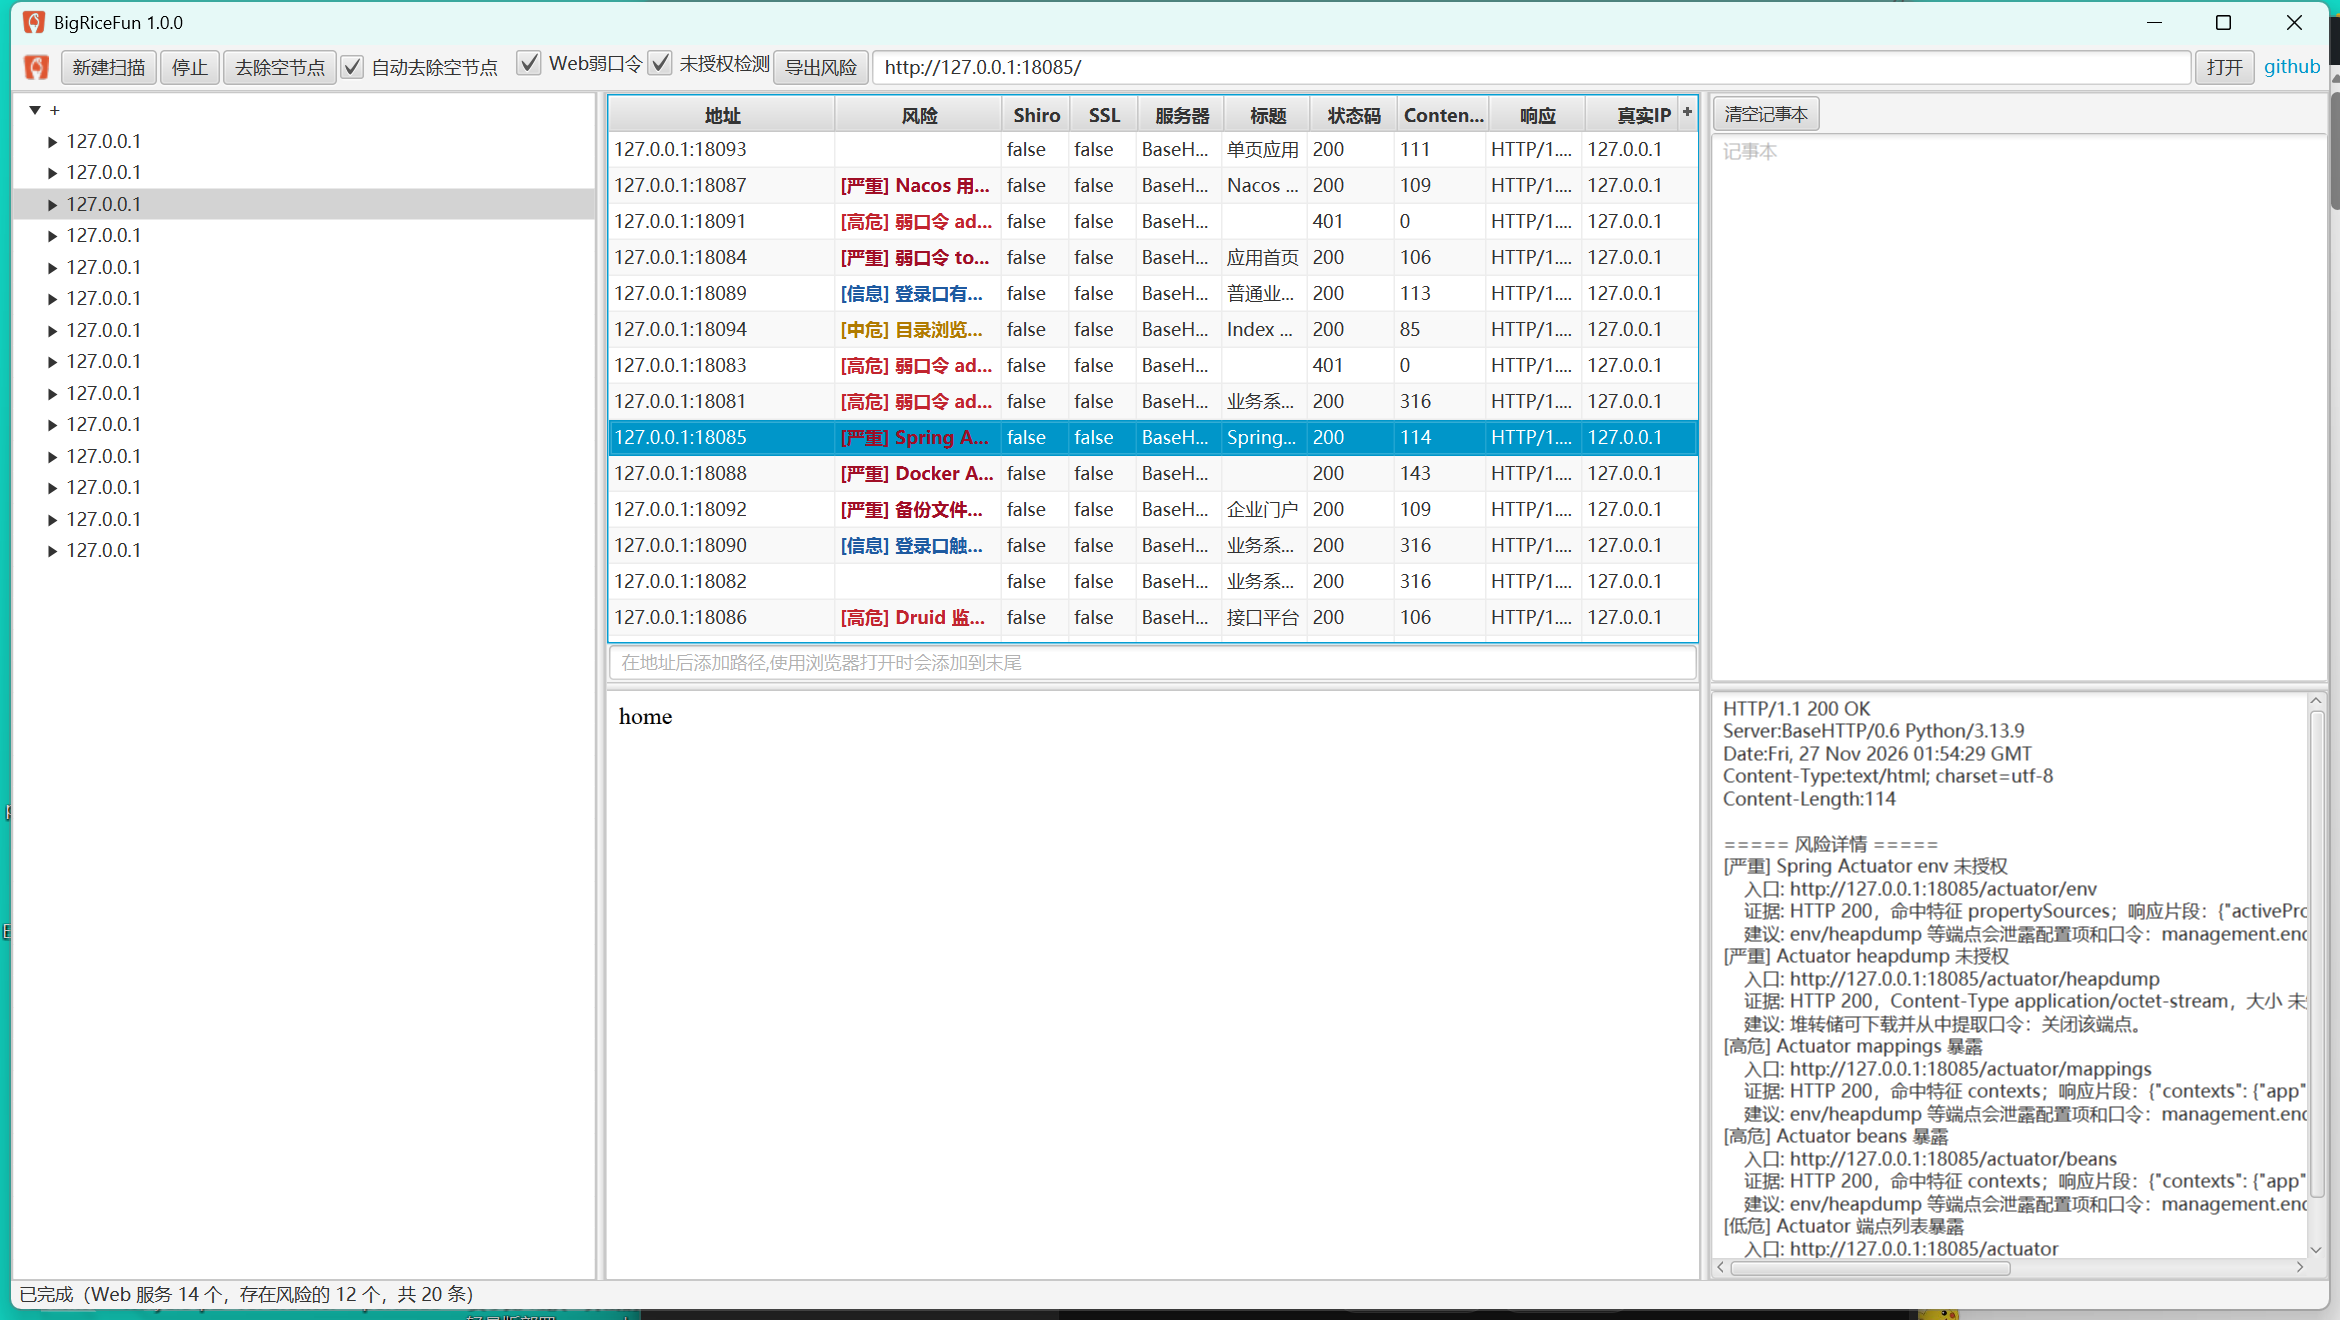 BigRiceFun 1.0.0
新建扫描 停止 去除空节点 自动去除空节点 Web弱口令 未授权检测 导出风险 http://127.0.0.1:18085/ 打开 github
+
127.0.0.1
127.0.0.1
127.0.0.1
127.0.0.1
127.0.0.1
127.0.0.1
127.0.0.1
127.0.0.1
127.0.0.1
127.0.0.1
127.0.0.1
127.0.0.1
127.0.0.1
127.0.0.1
地址 风险 Shiro SSL 服务器 标题 状态码 Conten... 响应 真实IP +
127.0.0.1:18093 false false BaseH... 单页应用 200 111 HTTP/1.... 127.0.0.1
127.0.0.1:18087 [严重] Nacos 用... false false BaseH... Nacos ... 200 109 HTTP/1.... 127.0.0.1
127.0.0.1:18091 [高危] 弱口令 ad... false false BaseH... 401 0 HTTP/1.... 127.0.0.1
127.0.0.1:18084 [严重] 弱口令 to... false false BaseH... 应用首页 200 106 HTTP/1.... 127.0.0.1
127.0.0.1:18089 [信息] 登录口有... false false BaseH... 普通业... 200 113 HTTP/1.... 127.0.0.1
127.0.0.1:18094 [中危] 目录浏览... false false BaseH... Index ... 200 85 HTTP/1.... 127.0.0.1
127.0.0.1:18083 [高危] 弱口令 ad... false false BaseH... 401 0 HTTP/1.... 127.0.0.1
127.0.0.1:18081 [高危] 弱口令 ad... false false BaseH... 业务系... 200 316 HTTP/1.... 127.0.0.1
127.0.0.1:18085 [严重] Spring A... false false BaseH... Spring... 200 114 HTTP/1.... 127.0.0.1
127.0.0.1:18088 [严重] Docker A... false false BaseH... 200 143 HTTP/1.... 127.0.0.1
127.0.0.1:18092 [严重] 备份文件... false false BaseH... 企业门户 200 109 HTTP/1.... 127.0.0.1
127.0.0.1:18090 [信息] 登录口触... false false BaseH... 业务系... 200 316 HTTP/1.... 127.0.0.1
127.0.0.1:18082 false false BaseH... 业务系... 200 316 HTTP/1.... 127.0.0.1
127.0.0.1:18086 [高危] Druid 监... false false BaseH... 接口平台 200 106 HTTP/1.... 127.0.0.1
在地址后添加路径,使用浏览器打开时会添加到末尾
home
清空记事本
记事本
HTTP/1.1 200 OK
Server:BaseHTTP/0.6 Python/3.13.9
Date:Fri, 27 Nov 2026 01:54:29 GMT
Content-Type:text/html; charset=utf-8
Content-Length:114
===== 风险详情 =====
[严重] Spring Actuator env 未授权
入口: http://127.0.0.1:18085/actuator/env
证据: HTTP 200，命中特征 propertySources；响应片段：{"activePro
建议: env/heapdump 等端点会泄露配置项和口令：management.end
[严重] Actuator heapdump 未授权
入口: http://127.0.0.1:18085/actuator/heapdump
证据: HTTP 200，Content-Type application/octet-stream，大小 未
建议: 堆转储可下载并从中提取口令：关闭该端点。
[高危] Actuator mappings 暴露
入口: http://127.0.0.1:18085/actuator/mappings
证据: HTTP 200，命中特征 contexts；响应片段：{"contexts": {"app"
建议: env/heapdump 等端点会泄露配置项和口令：management.end
[高危] Actuator beans 暴露
入口: http://127.0.0.1:18085/actuator/beans
证据: HTTP 200，命中特征 contexts；响应片段：{"contexts": {"app"
建议: env/heapdump 等端点会泄露配置项和口令：management.end
[低危] Actuator 端点列表暴露
入口: http://127.0.0.1:18085/actuator
已完成（Web 服务 14 个，存在风险的 12 个，共 20 条）